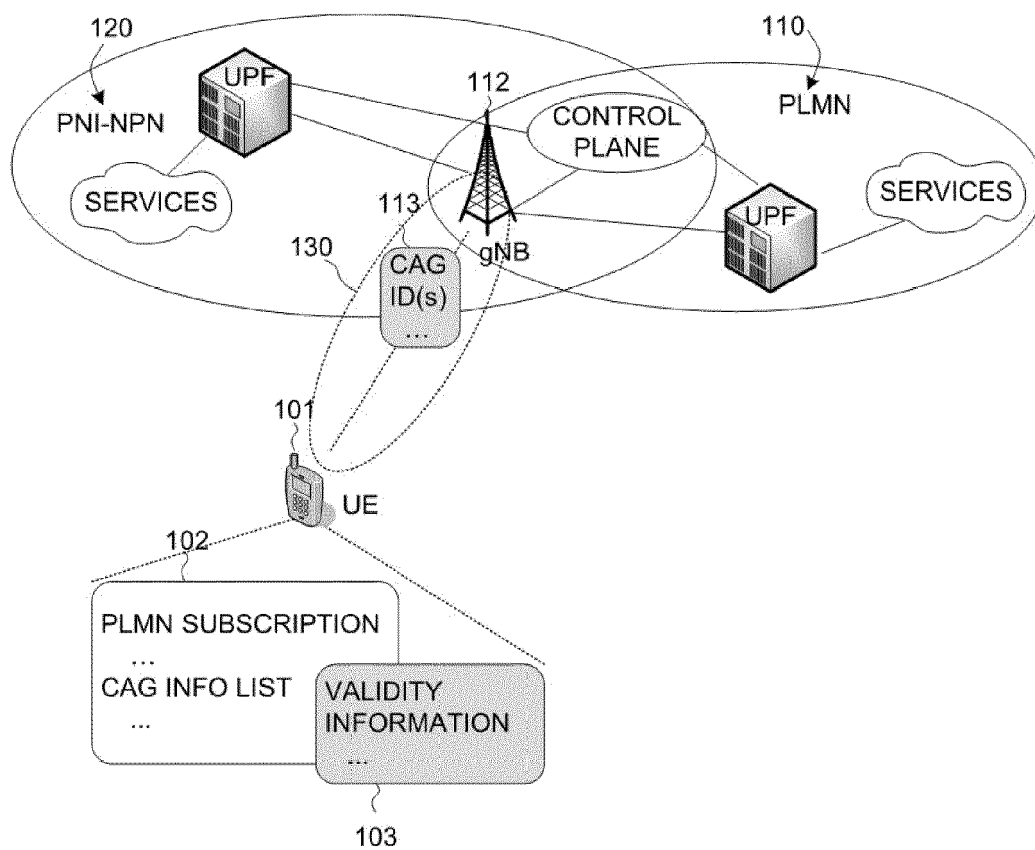 120
110
UPF
112
PNI-NPN
CONTROL
PLANE
PLMN
SERVICES
SERVICES
UPF
113
gNB
130
CAG
ID(s)
...
101
UE
102
PLMN SUBSCRIPTION
...
CAG INFO LIST
...
VALIDITY
INFORMATION
...
103